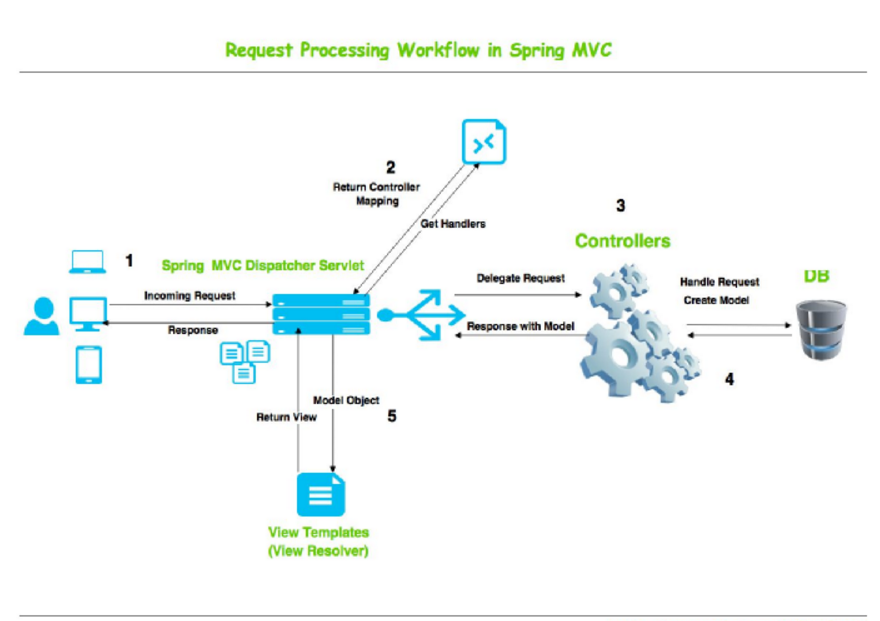 Request Processing Workflow in Spring MVC
2
Return Controller
Mapping
Get Handlers
3
Controllers
1
Spring MVC Dispatcher Servlet
Incoming Request
Response
Delegate Request
Response with Model
Handle Request
Create Model
DB
4
Model Object
5
Return View
View Templates
(View Resolver)